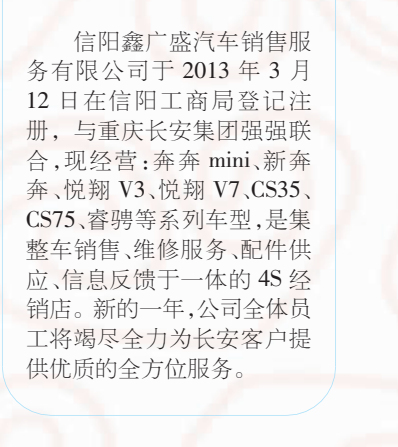 信阳鑫广盛汽车销售服
务有限公司于 2013 年 3 月
12 日在信阳工商局登记注
册，与重庆长安集团强强联
合，现经营：奔奔 mini、新奔
奔、悦翔 V3、悦翔 V7、CS35、
CS75、睿骋等系列车型，是集
整车销售、维修服务、配件供
应、信息反馈于一体的 4S 经
销店。新的一年，公司全体员
工将竭尽全力为长安客户提
供优质的全方位服务。